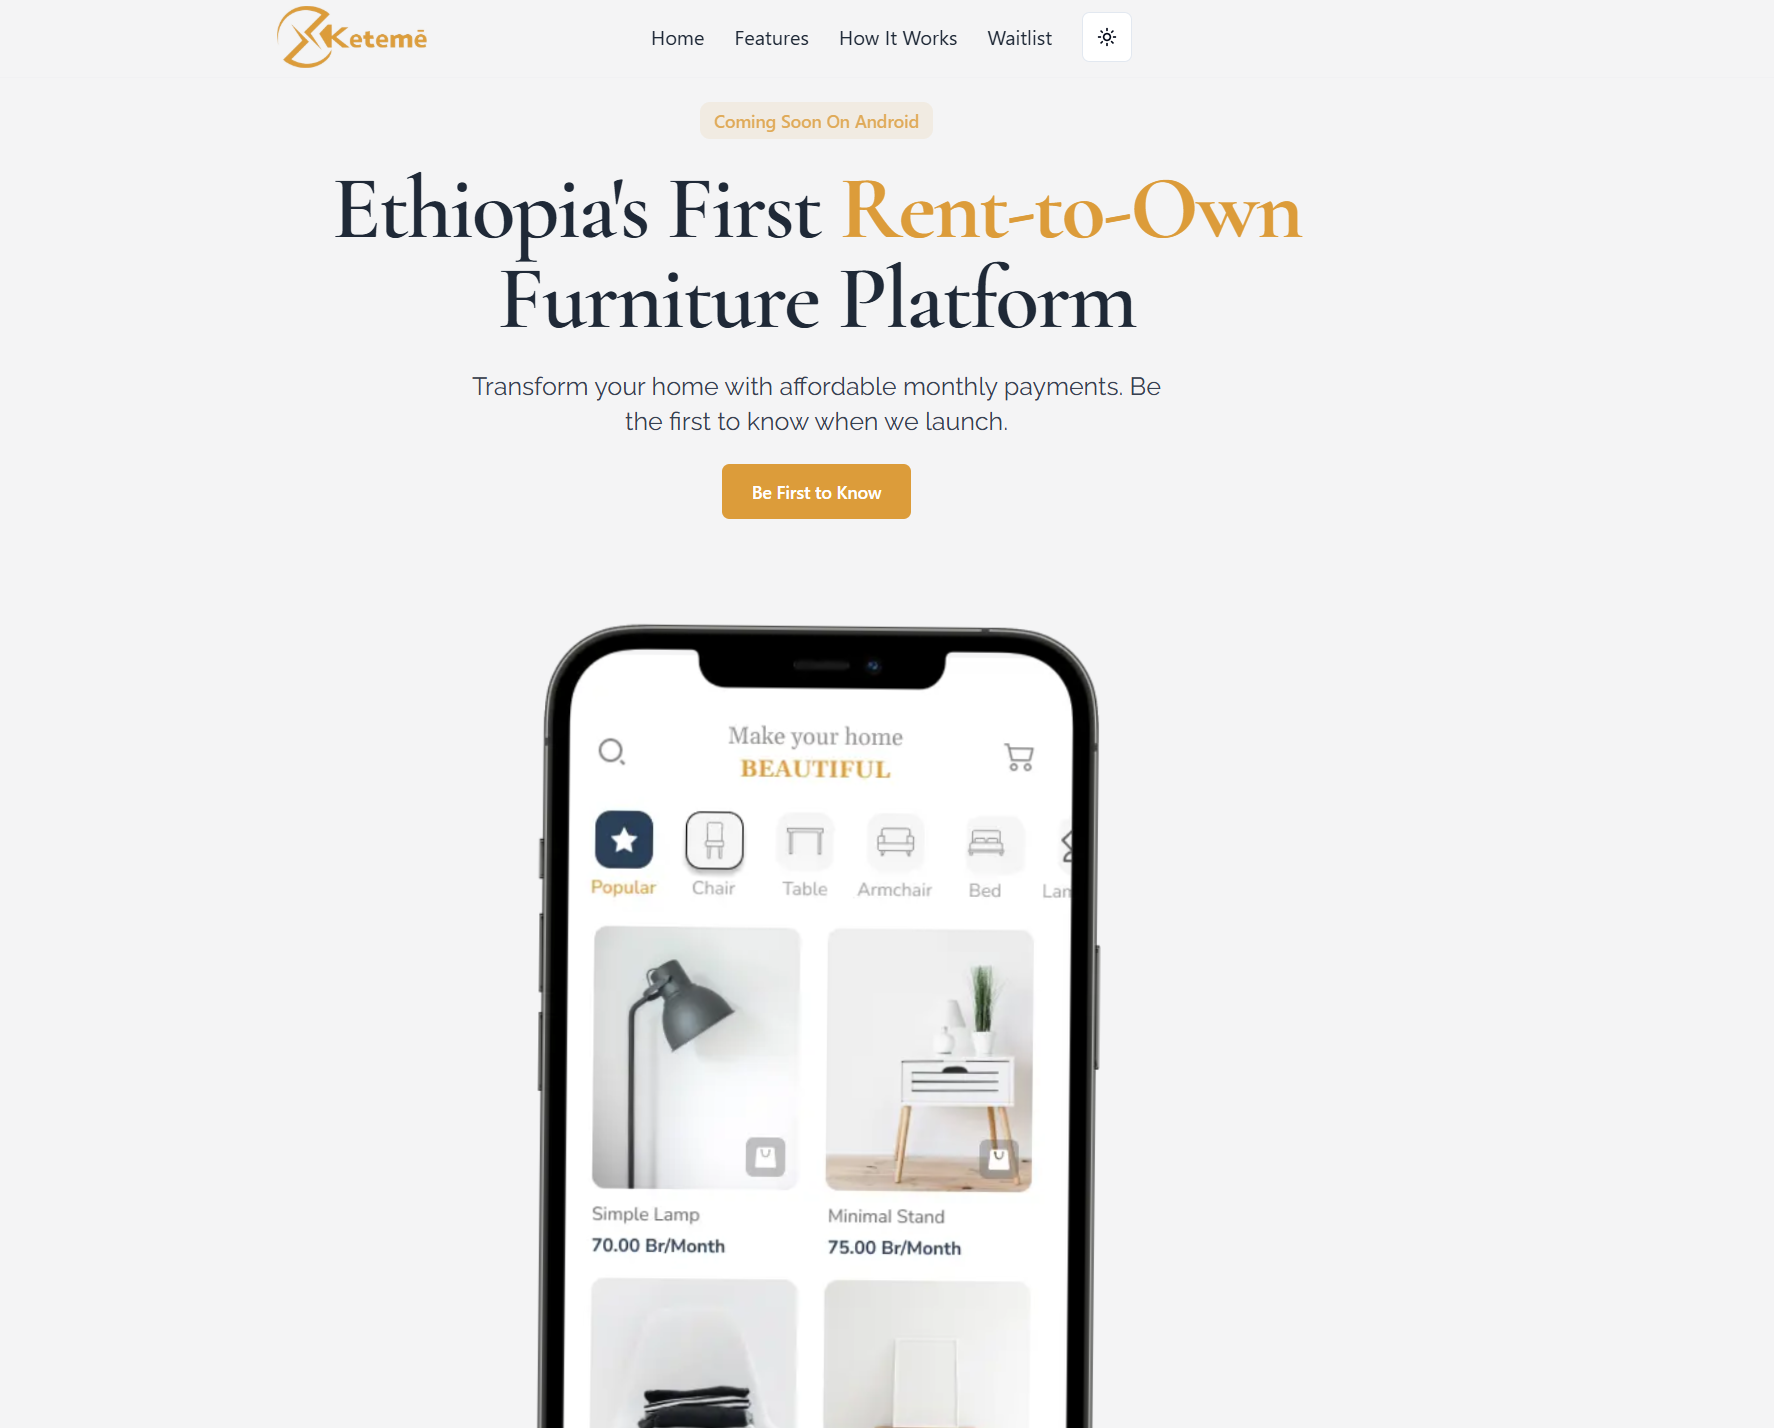 Ketemē
Home Features How It Works Waitlist
Coming Soon On Android
Ethiopia's First Rent-to-Own
Furniture Platform
Transform your home with affordable monthly payments. Be
the first to know when we launch.
Be First to Know
Make your home
BEAUTIFUL
Popular Chair Table Armchair Bed Lam
Simple Lamp Minimal Stand
70.00 Br/Month 75.00 Br/Month